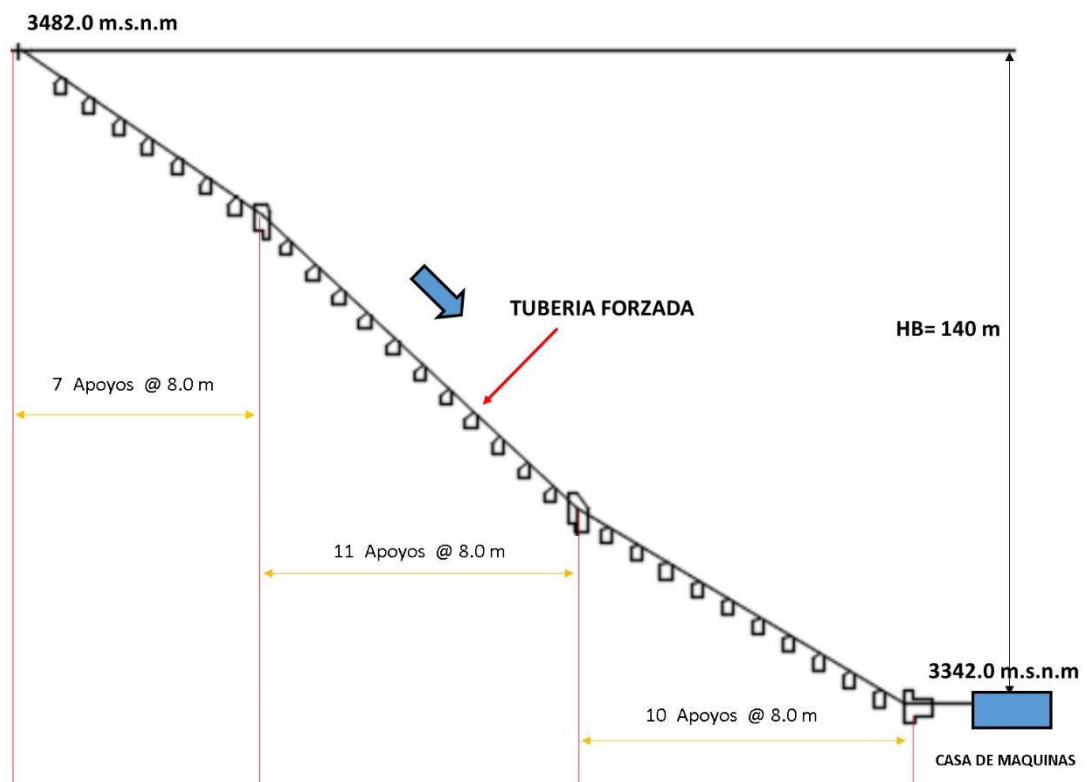 3482.0 m.s.n.m
TUBERIA FORZADA
HB= 140 m
7 Apoyos @ 8.0 m
11 Apoyos @ 8.0 m
3342.0 m.s.n.m
10 Apoyos @ 8.0 m
CASA DE MAQUINAS